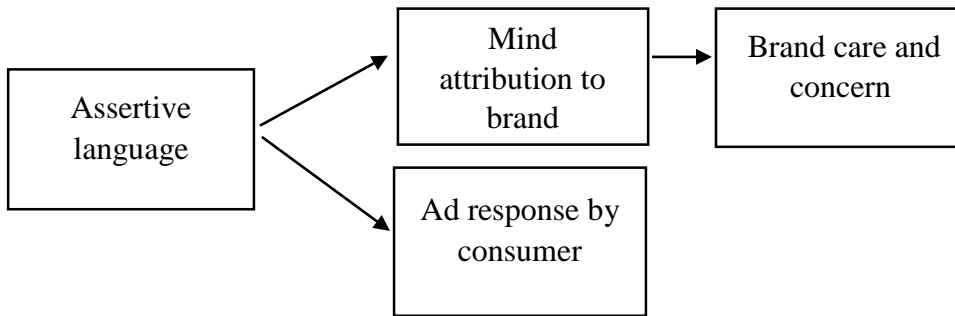 Assertive
language
Mind
attribution to
brand
Brand care and
concern
Ad response by
consumer